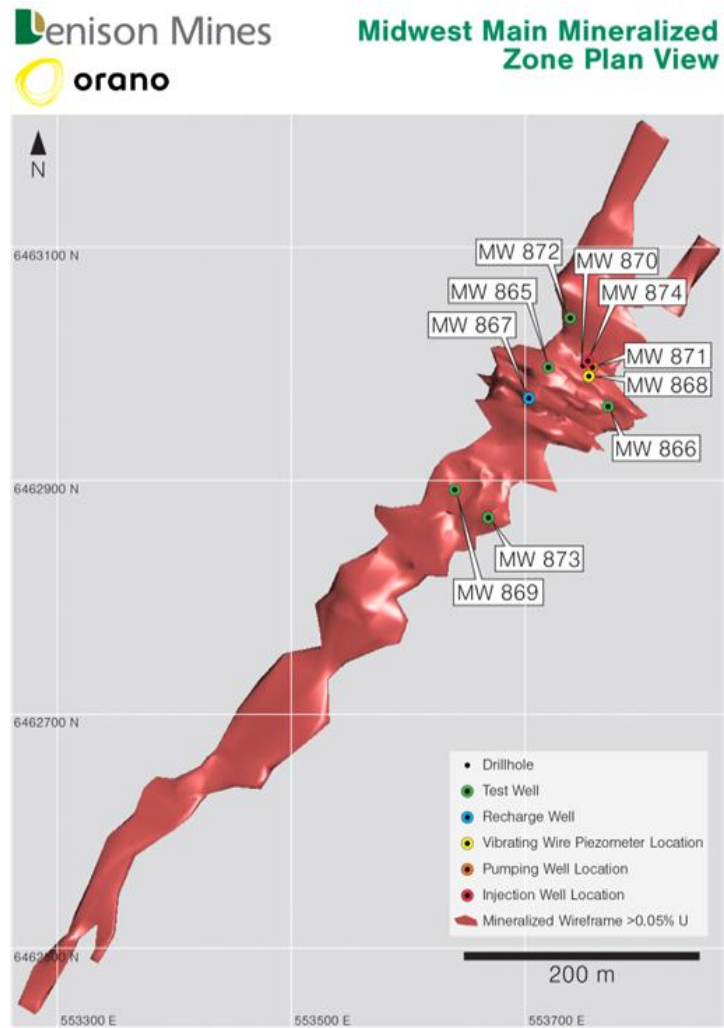 Denison Mines
orano
Midwest Main Mineralized
Zone Plan View
N
6463100 N
MW 872
MW 870
MW 865
MW 874
MW 867
MW 871
MW 868
MW 866
6462900 N
MW 873
MW 869
6462700 N
Drillhole
Test Well
Recharge Well
Vibrating Wire Piezometer Location
Pumping Well Location
Injection Well Location
Mineralized Wireframe >0.05% U
6462500 N
200 m
553300 E
553500 E
553700 E